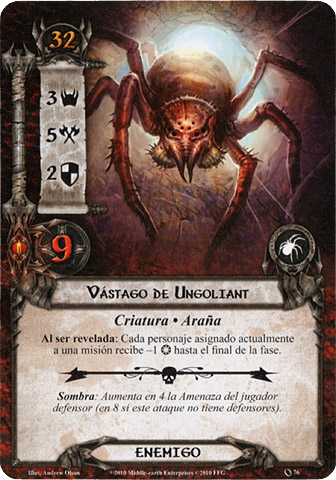 32
3
5
2
9
Vástago de Ungoliant
Criatura • Araña
Al ser revelada: Cada personaje asignado actualmente
a una misión recibe –1 hasta el final de la fase.
Sombra: Aumenta en 4 la Amenaza del jugador
defensor (en 8 si este ataque no tiene defensores).
ENEMIGO
Illus. Andrew Olson
©2010 Middle-earth Enterprises ©2010 FFG
76